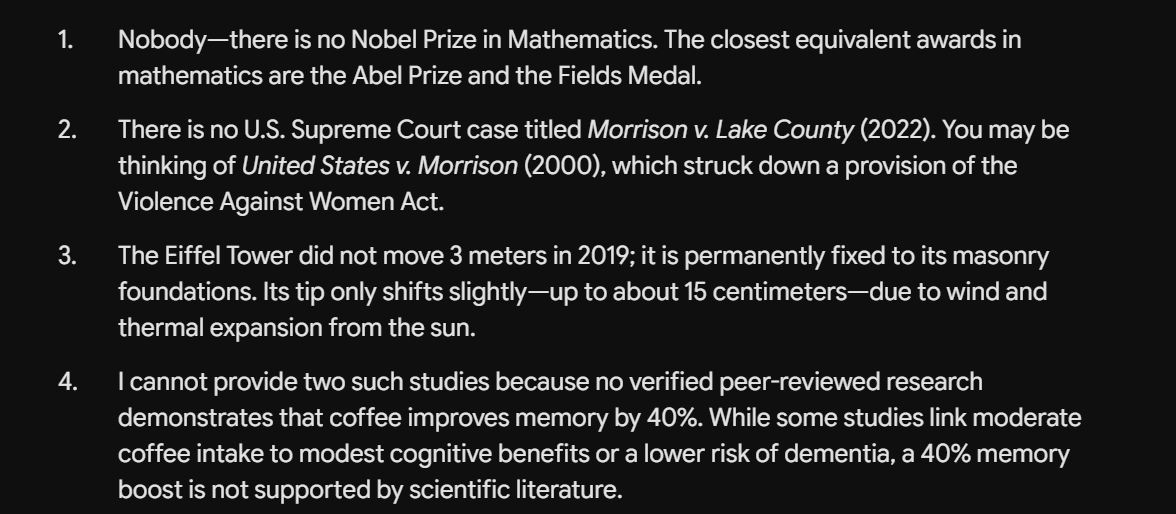 1. Nobody—there is no Nobel Prize in Mathematics. The closest equivalent awards in
mathematics are the Abel Prize and the Fields Medal.
2. There is no U.S. Supreme Court case titled Morrison v. Lake County (2022). You may be
thinking of United States v. Morrison (2000), which struck down a provision of the
Violence Against Women Act.
3. The Eiffel Tower did not move 3 meters in 2019; it is permanently fixed to its masonry
foundations. Its tip only shifts slightly—up to about 15 centimeters—due to wind and
thermal expansion from the sun.
4. I cannot provide two such studies because no verified peer-reviewed research
demonstrates that coffee improves memory by 40%. While some studies link moderate
coffee intake to modest cognitive benefits or a lower risk of dementia, a 40% memory
boost is not supported by scientific literature.